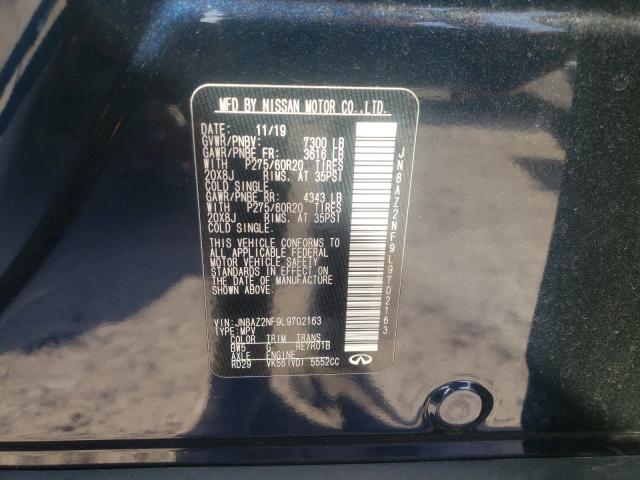 MFD BY NISSAN MOTOR CO.,LTD.
DATE: 11/19
GVWR/PNBV: 7300 LB
GAWR/PNBE FR: 3616 LB
WITH P275/60R20 TIRES
20X8J RIMS. AT 35PSI
COLD SINGLE.
GAWR/PNBE RR: 4343 LB
WITH P275/60R20 TIRES
20X8J RIMS. AT 35PSI
COLD SINGLE.
THIS VEHICLE CONFORMS TO
ALL APPLICABLE FEDERAL
MOTOR VEHICLE SAFETY
STANDARDS IN EFFECT ON
THE DATE OF MANUFACTURE
SHOWN ABOVE.
VIN: JN8AZ2NF9L9702163
TYPE: MPV
COLOR TRIM TRANS
BW5 G RE7R01B
AXLE ENGINE
RD29 VK56(VD) 5552CC
JN8AZ2NF9L9702163